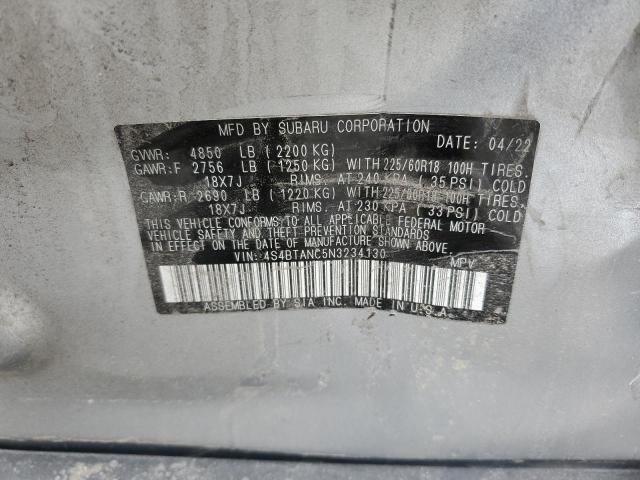 MFD BY SUBARU CORPORATION
DATE: 04/22
GVWR: 4850 LB (2200 KG)
GAWR:F 2756 LB (1250 KG) WITH 225/60R18 100H TIRES.
18X7J RIMS. AT 240 KPA (35 PSI) COLD
GAWR:R 2690 LB (1220 KG) WITH 225/60R18 100H TIRES.
18X7J RIMS. AT 230 KPA (33 PSI) COLD
THIS VEHICLE CONFORMS TO ALL APPLICABLE FEDERAL MOTOR
VEHICLE SAFETY AND THEFT PREVENTION STANDARDS
IN EFFECT ON THE DATE OF MANUFACTURE SHOWN ABOVE.
VIN: 4S4BTANC5N3234130 MPV
ASSEMBLED BY SIA INC. MADE IN U.S.A.